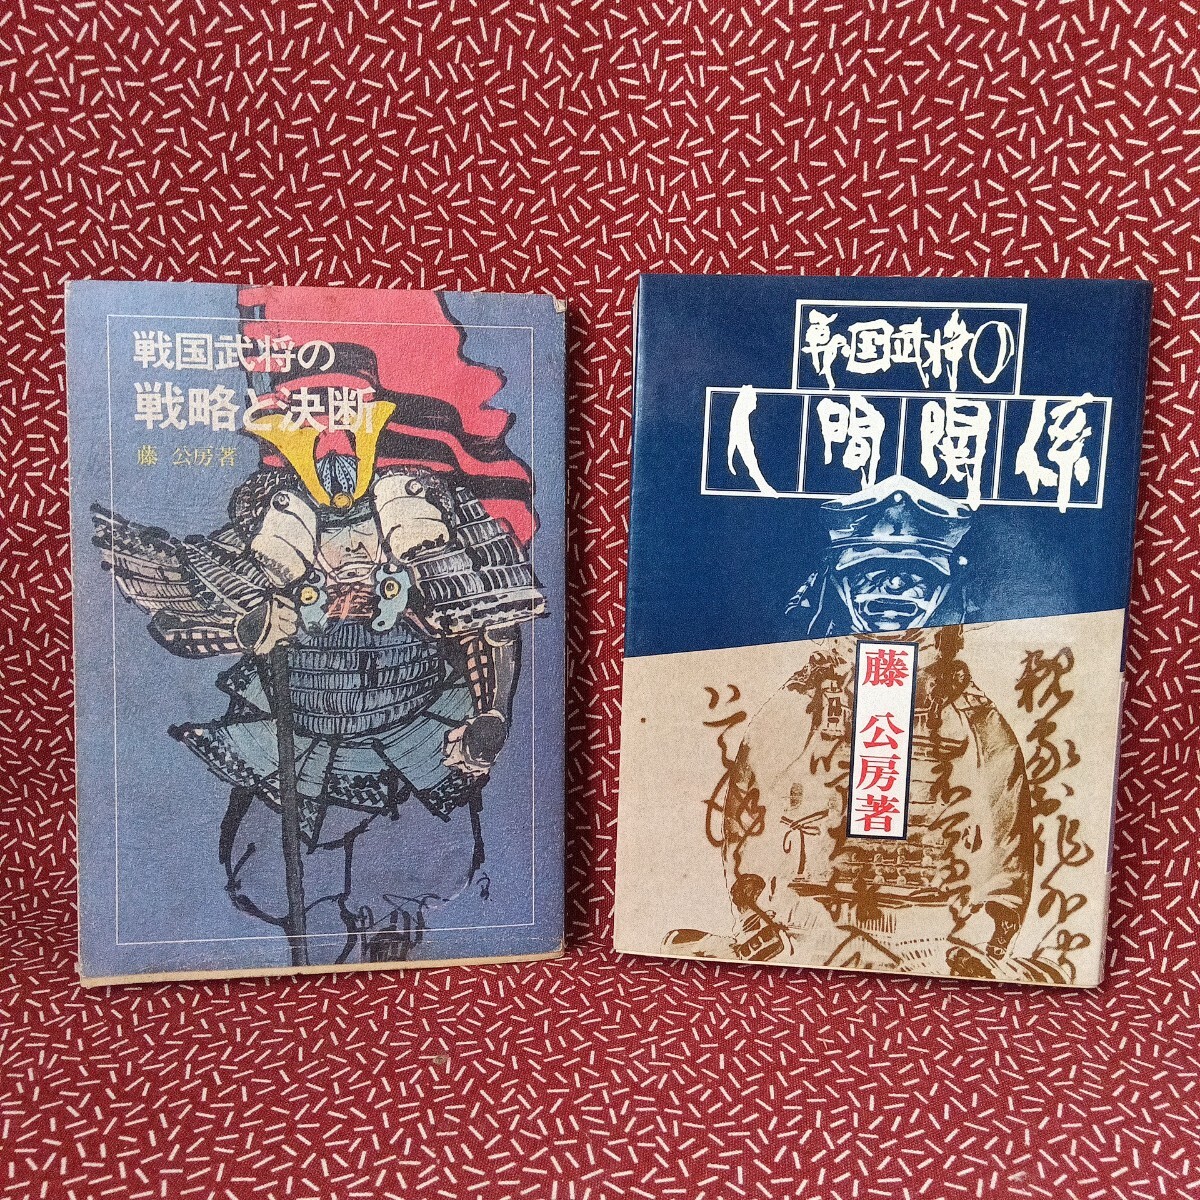 戦国武将の
戦略と決断
藤 公房著
戦国武将の
人間関係
藤 公房著